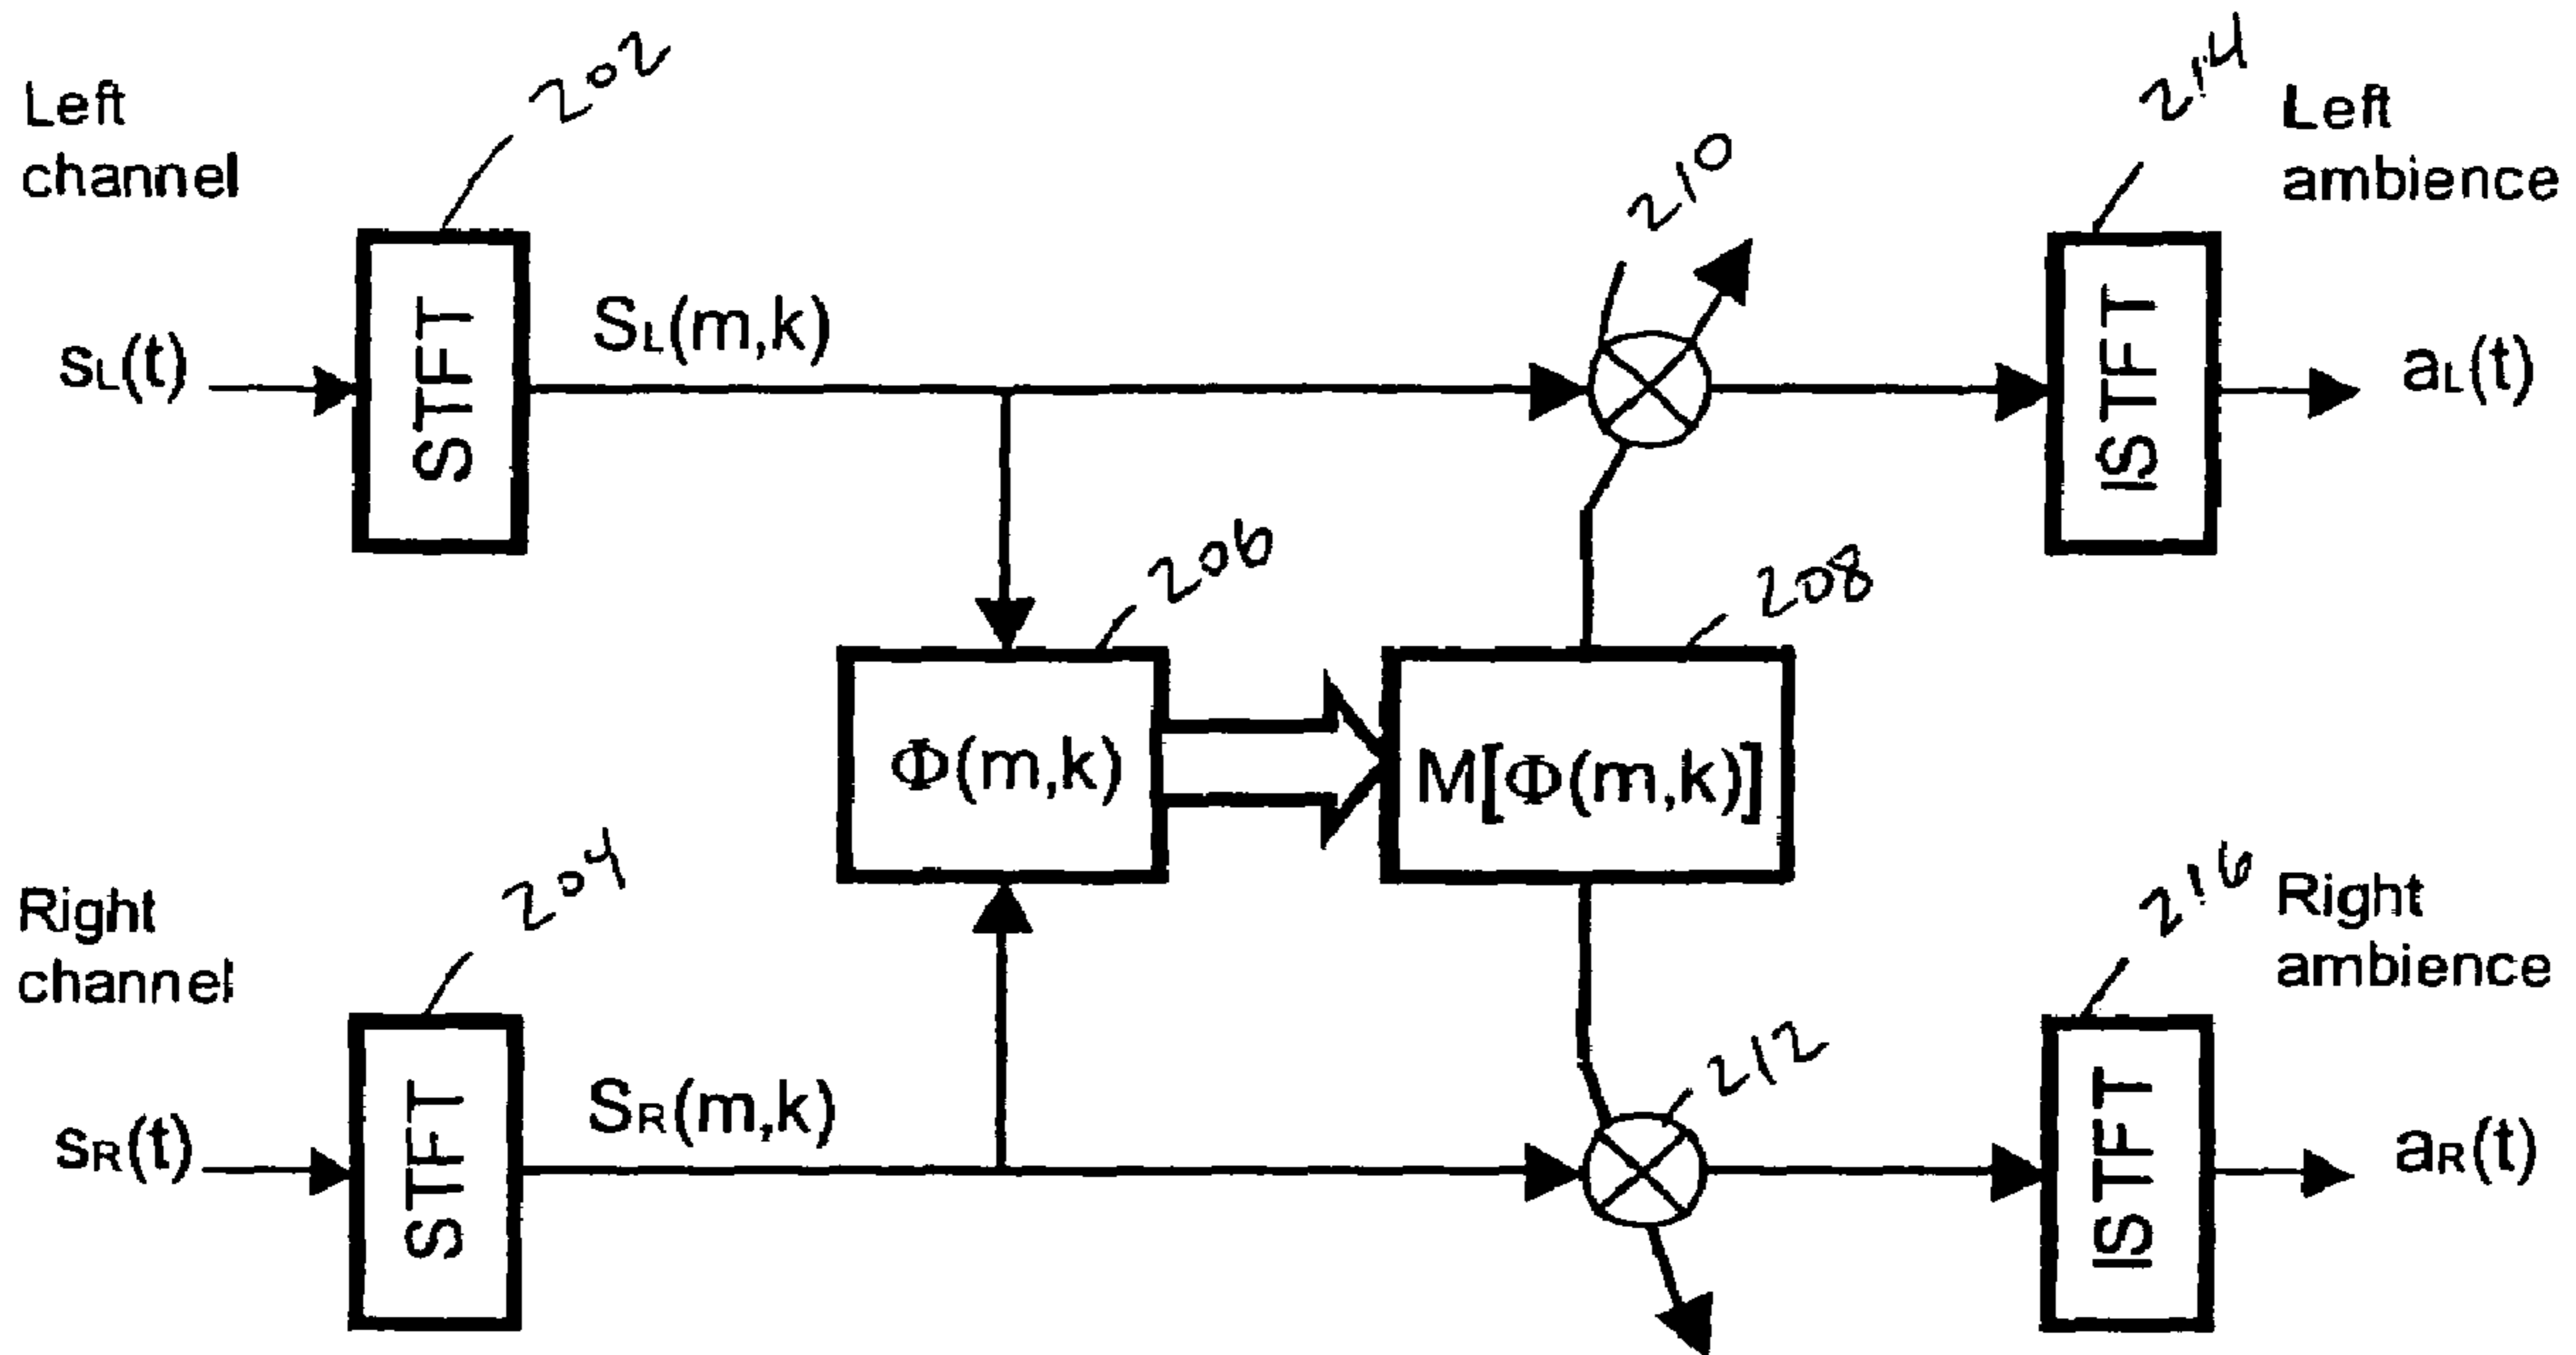 Left
channel
202
sL(t)
STFT
SL(m,k)
210
214
Left
ambience
ISTFT
aL(t)
206
208
Φ(m,k)
M[Φ(m,k)]
Right
channel
204
sR(t)
STFT
SR(m,k)
212
216
Right
ambience
ISTFT
aR(t)